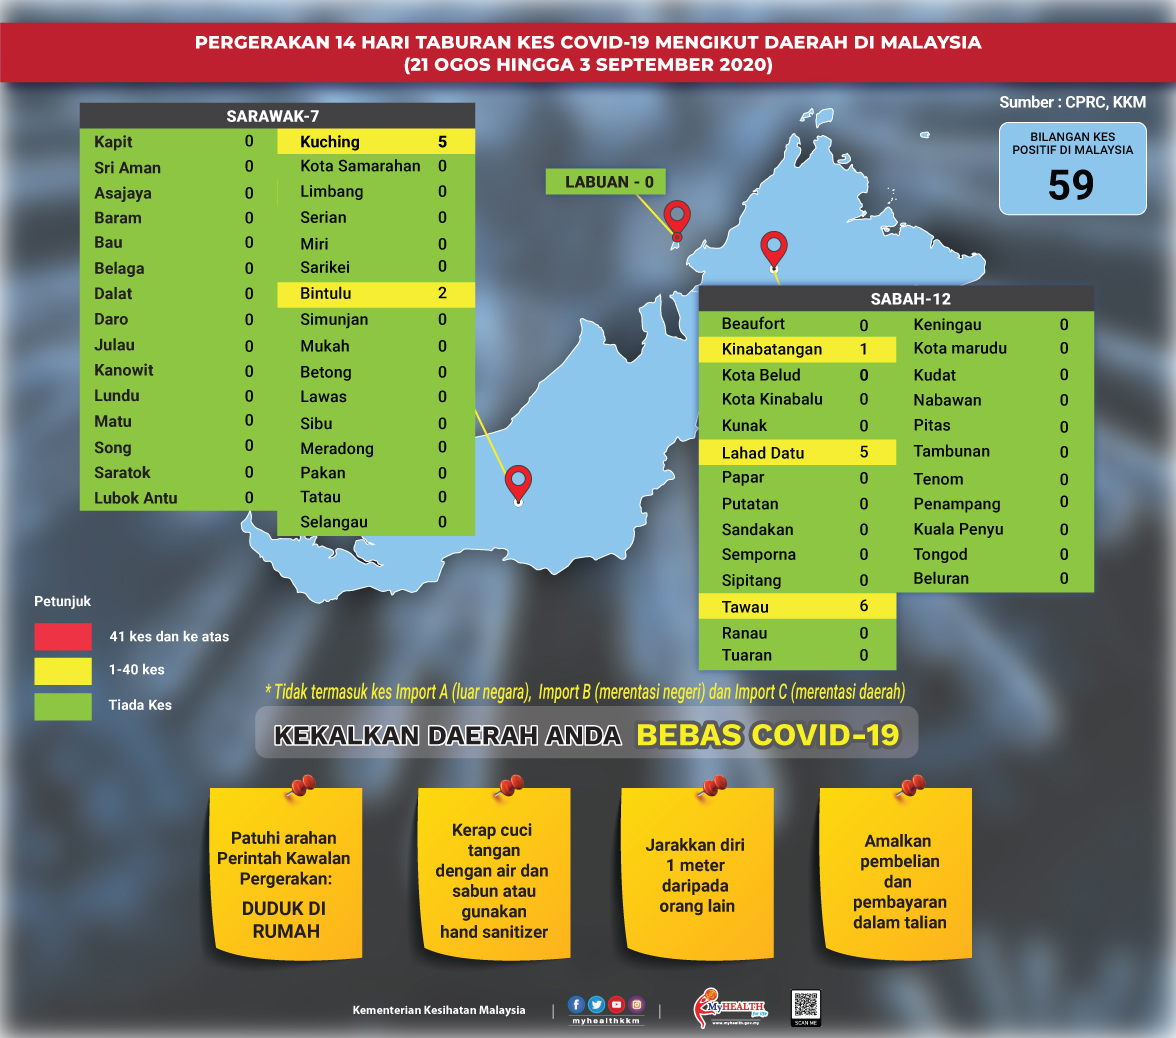 PERGERAKAN 14 HARI TABURAN KES COVID-19 MENGIKUT DAERAH DI MALAYSIA
(21 OGOS HINGGA 3 SEPTEMBER 2020)
Sumber : CPRC, KKM
BILANGAN KES
POSITIF DI MALAYSIA
59
SARAWAK-7
Kapit 0 Kuching 5
Sri Aman 0 Kota Samarahan 0
Asajaya 0 Limbang 0
Baram 0 Serian 0
Bau 0 Miri 0
Belaga 0 Sarikei 0
Dalat 0 Bintulu 2
Daro 0 Simunjan 0
Julau 0 Mukah 0
Kanowit 0 Betong 0
Lundu 0 Lawas 0
Matu 0 Sibu 0
Song 0 Meradong 0
Saratok 0 Pakan 0
Lubok Antu 0 Tatau 0
Selangau 0
LABUAN - 0
SABAH-12
Beaufort 0 Keningau 0
Kinabatangan 1 Kota marudu 0
Kota Belud 0 Kudat 0
Kota Kinabalu 0 Nabawan 0
Kunak 0 Pitas 0
Lahad Datu 5 Tambunan 0
Papar 0 Tenom 0
Putatan 0 Penampang 0
Sandakan 0 Kuala Penyu 0
Semporna 0 Tongod 0
Sipitang 0 Beluran 0
Tawau 6
Ranau 0
Tuaran 0
Petunjuk
41 kes dan ke atas
1-40 kes
Tiada Kes
* Tidak termasuk kes Import A (luar negara), Import B (merentasi negeri) dan Import C (merentasi daerah)
KEKALKAN DAERAH ANDA BEBAS COVID-19
Patuhi arahan
Perintah Kawalan
Pergerakan:
DUDUK DI
RUMAH
Kerap cuci
tangan
dengan air dan
sabun atau
gunakan
hand sanitizer
Jarakkan diri
1 meter
daripada
orang lain
Amalkan
pembelian
dan
pembayaran
dalam talian
Kementerian Kesihatan Malaysia
myhealthkkm
MyHEALTH
for life
www.myhealth.gov.my
SCAN ME